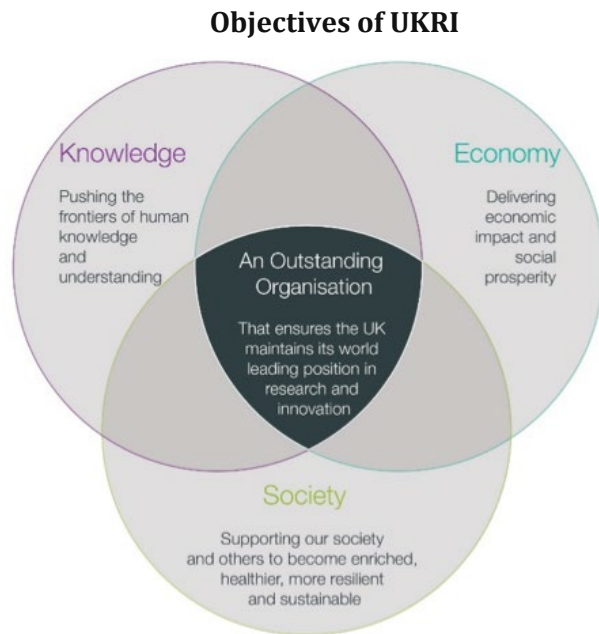 Objectives of UKRI
Knowledge
Pushing the
frontiers of human
knowledge
and
understanding
Economy
Delivering
economic
impact and
social
prosperity
An Outstanding
Organisation
That ensures the UK
maintains its world
leading position in
research and
innovation
Society
Supporting our society
and others to become enriched,
healthier, more resilient
and sustainable